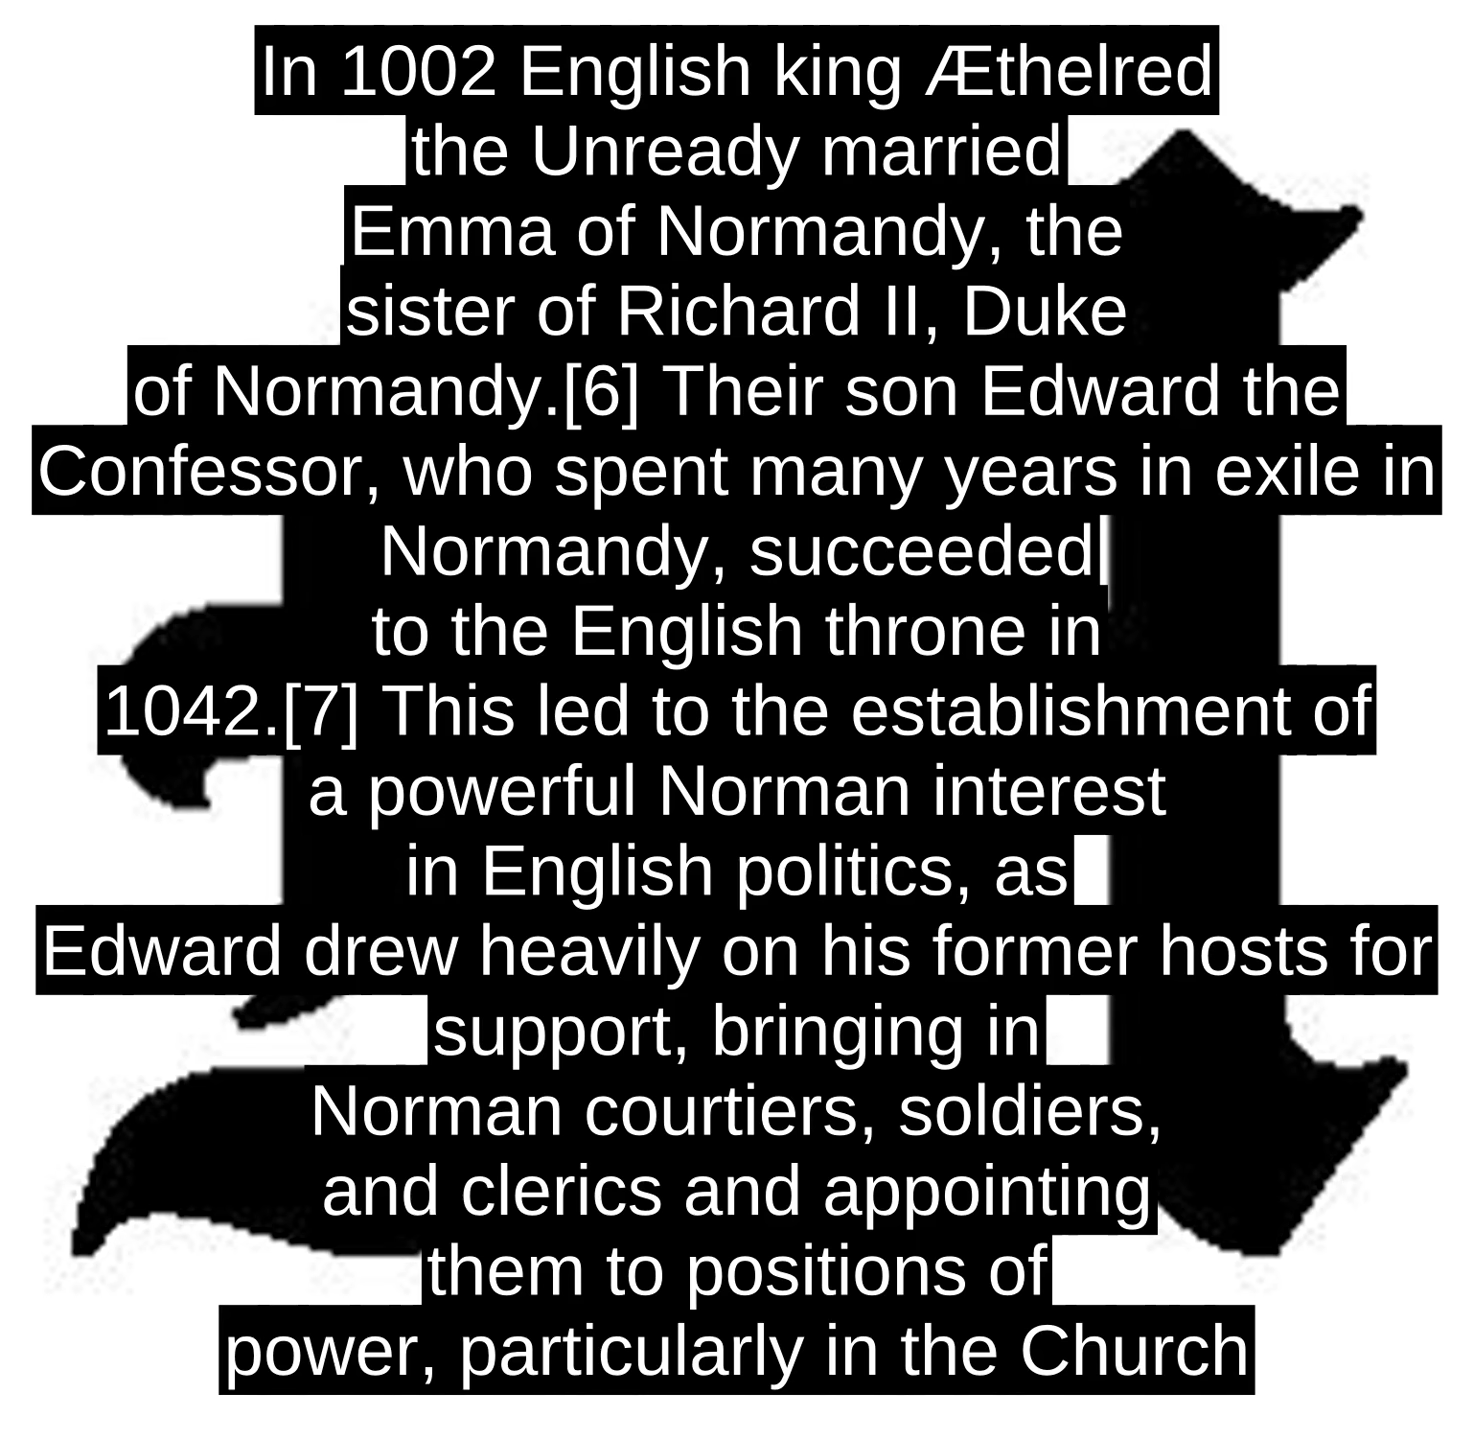 In 1002 English king Æthelred
the Unready married
Emma of Normandy, the
sister of Richard II, Duke
of Normandy.[6] Their son Edward the
Confessor, who spent many years in exile in
Normandy, succeeded
to the English throne in
1042.[7] This led to the establishment of
a powerful Norman interest
in English politics, as
Edward drew heavily on his former hosts for
support, bringing in
Norman courtiers, soldiers,
and clerics and appointing
them to positions of
power, particularly in the Church